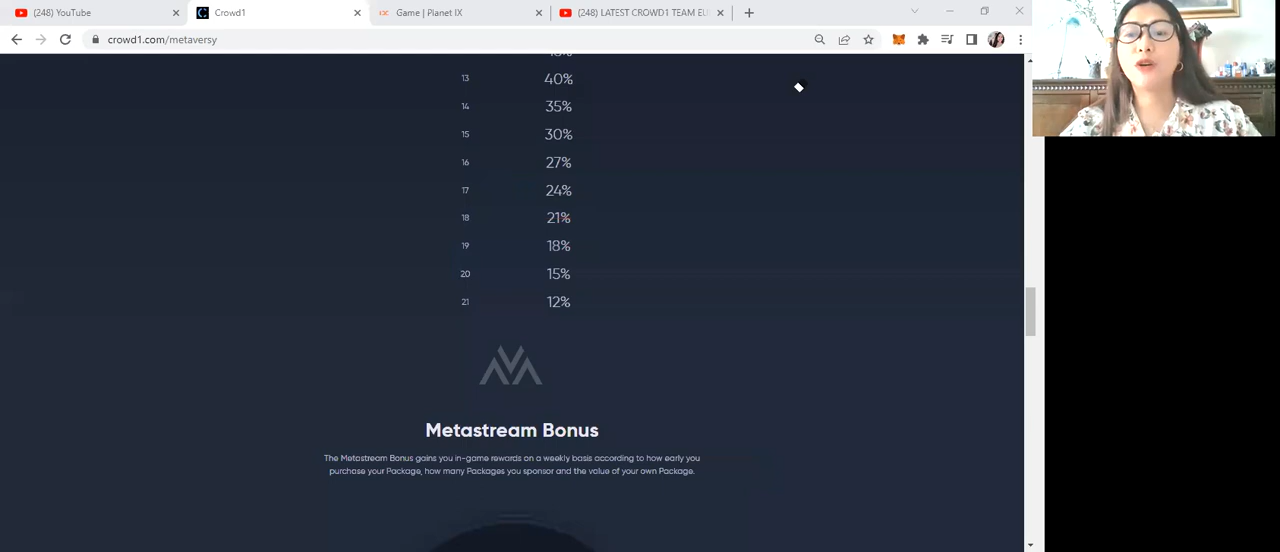 (248) YouTube
Crowd1
Game | Planet IX
(248) LATEST CROWD1 TEAM EU
crowd1.com/metaversy
13 40%
14 35%
15 30%
16 27%
17 24%
18 21%
19 18%
20 15%
21 12%
Metastream Bonus
The Metastream Bonus gains you in-game rewards on a weekly basis according to how early you
purchase your Package, how many Packages you sponsor and the value of your own Package.